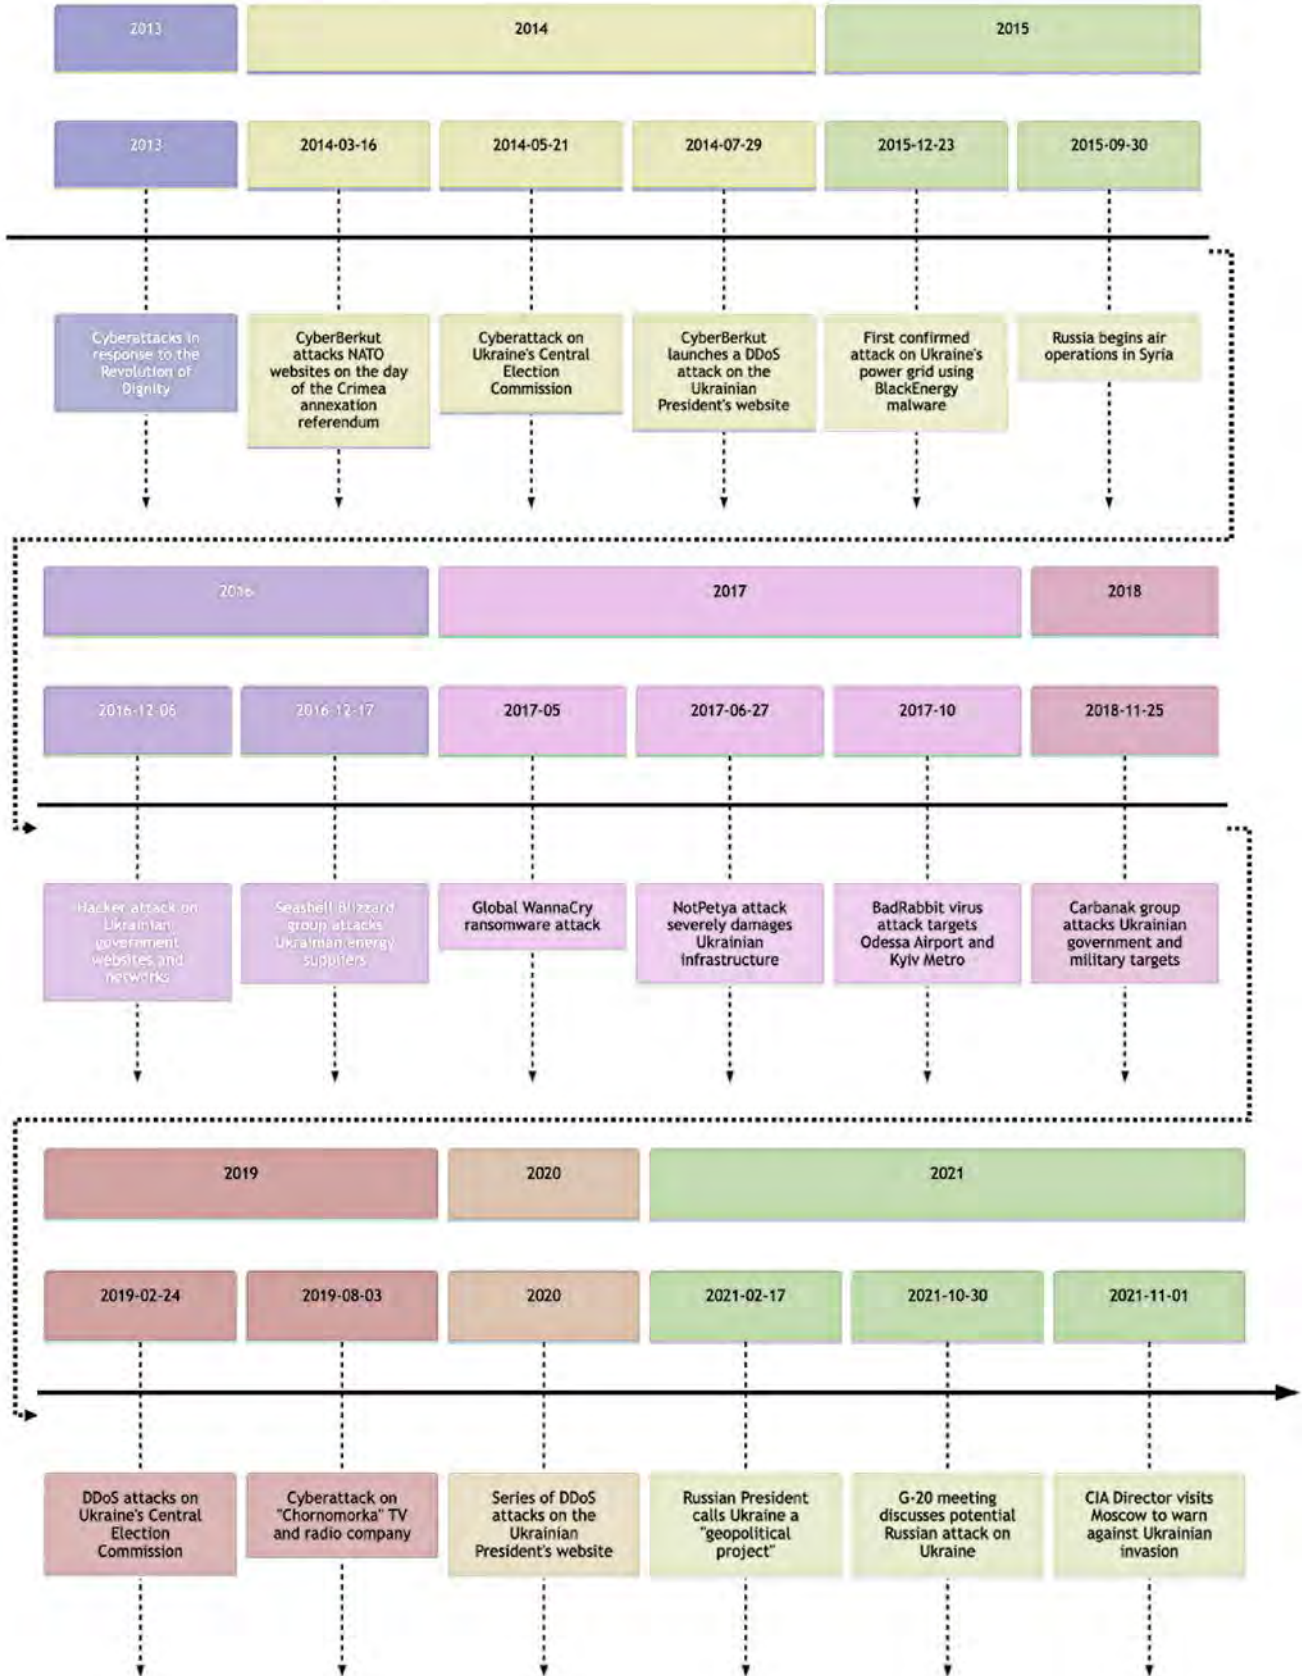 2013
2014
2015
2013
2014-03-16
2014-05-21
2014-07-29
2015-12-23
2015-09-30
Cyberattacks in
response to the
Revolution of
Dignity
CyberBerkut
attacks NATO
websites on the day
of the Crimea
annexation
referendum
Cyberattack on
Ukraine's Central
Election
Commission
CyberBerkut
launches a DDoS
attack on the
Ukrainian
President's website
First confirmed
attack on Ukraine's
power grid using
BlackEnergy
malware
Russia begins air
operations in Syria
2016
2017
2018
2016-12-06
2016-12-17
2017-05
2017-06-27
2017-10
2018-11-25
Hacker attack on
Ukrainian
government
websites and
networks
Seashell Blizzard
group attacks
Ukrainian energy
suppliers
Global WannaCry
ransomware attack
NotPetya attack
severely damages
Ukrainian
infrastructure
BadRabbit virus
attack targets
Odessa Airport and
Kyiv Metro
Carbanak group
attacks Ukrainian
government and
military targets
2019
2020
2021
2019-02-24
2019-08-03
2020
2021-02-17
2021-10-30
2021-11-01
DDoS attacks on
Ukraine's Central
Election
Commission
Cyberattack on
"Chornomorka" TV
and radio company
Series of DDoS
attacks on the
Ukrainian
President's website
Russian President
calls Ukraine a
"geopolitical
project"
G-20 meeting
discusses potential
Russian attack on
Ukraine
CIA Director visits
Moscow to warn
against Ukrainian
invasion